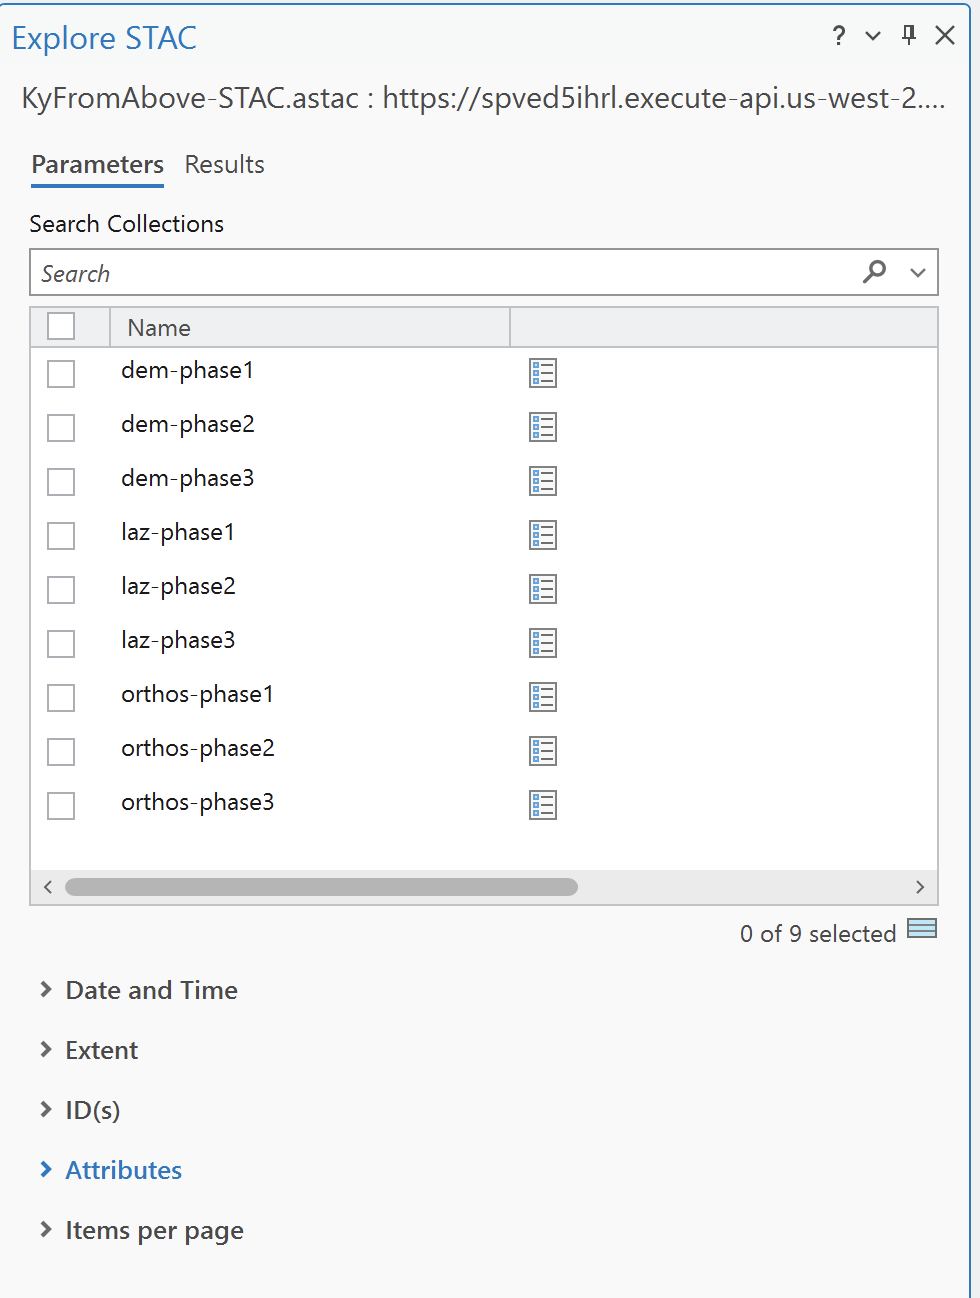 Explore STAC
KyFromAbove-STAC.astac : https://spved5ihrl.execute-api.us-west-2....
Parameters Results
Search Collections
Search
Name
dem-phase1
dem-phase2
dem-phase3
laz-phase1
laz-phase2
laz-phase3
orthos-phase1
orthos-phase2
orthos-phase3
0 of 9 selected
Date and Time
Extent
ID(s)
Attributes
Items per page